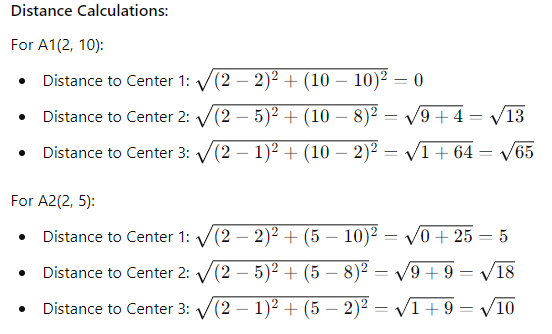 Distance Calculations:
For A1(2, 10):
• Distance to Center 1: √((2 − 2)² + (10 − 10)²) = 0
• Distance to Center 2: √((2 − 5)² + (10 − 8)²) = √(9 + 4) = √13
• Distance to Center 3: √((2 − 1)² + (10 − 2)²) = √(1 + 64) = √65
For A2(2, 5):
• Distance to Center 1: √((2 − 2)² + (5 − 10)²) = √(0 + 25) = 5
• Distance to Center 2: √((2 − 5)² + (5 − 8)²) = √(9 + 9) = √18
• Distance to Center 3: √((2 − 1)² + (5 − 2)²) = √(1 + 9) = √10